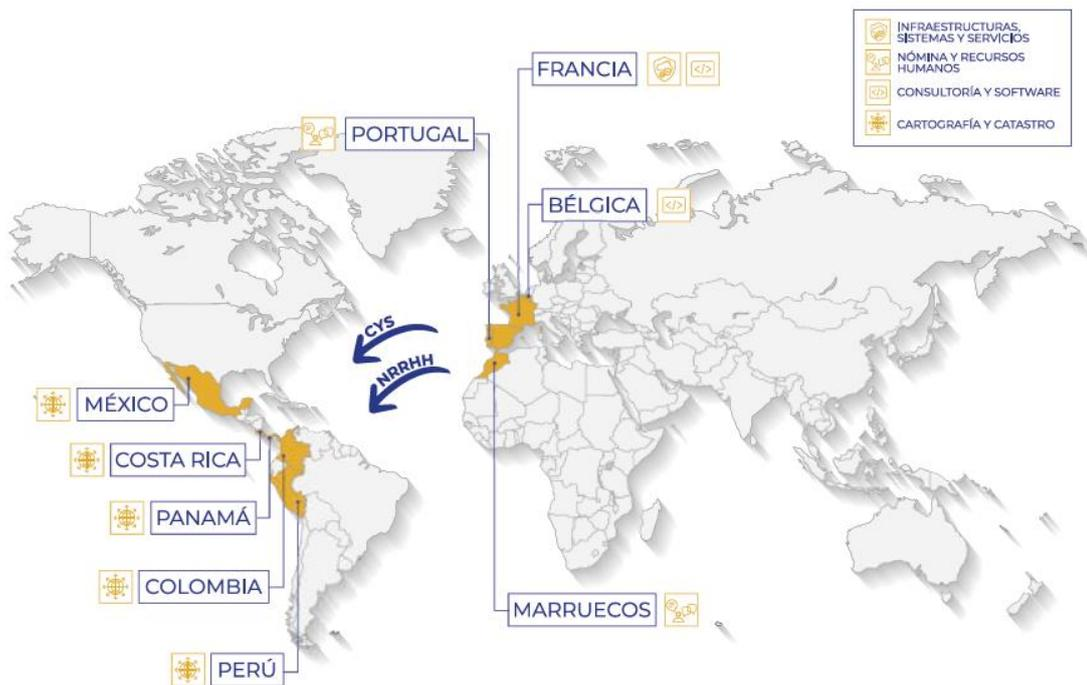 INFRAESTRUCTURAS,
SISTEMAS Y SERVICIOS
NÓMINA Y RECURSOS
HUMANOS
CONSULTORÍA Y SOFTWARE
CARTOGRAFÍA Y CATASTRO
FRANCIA
PORTUGAL
BÉLGICA
CYS
NRRHH
MÉXICO
COSTA RICA
PANAMÁ
COLOMBIA
MARRUECOS
PERÚ